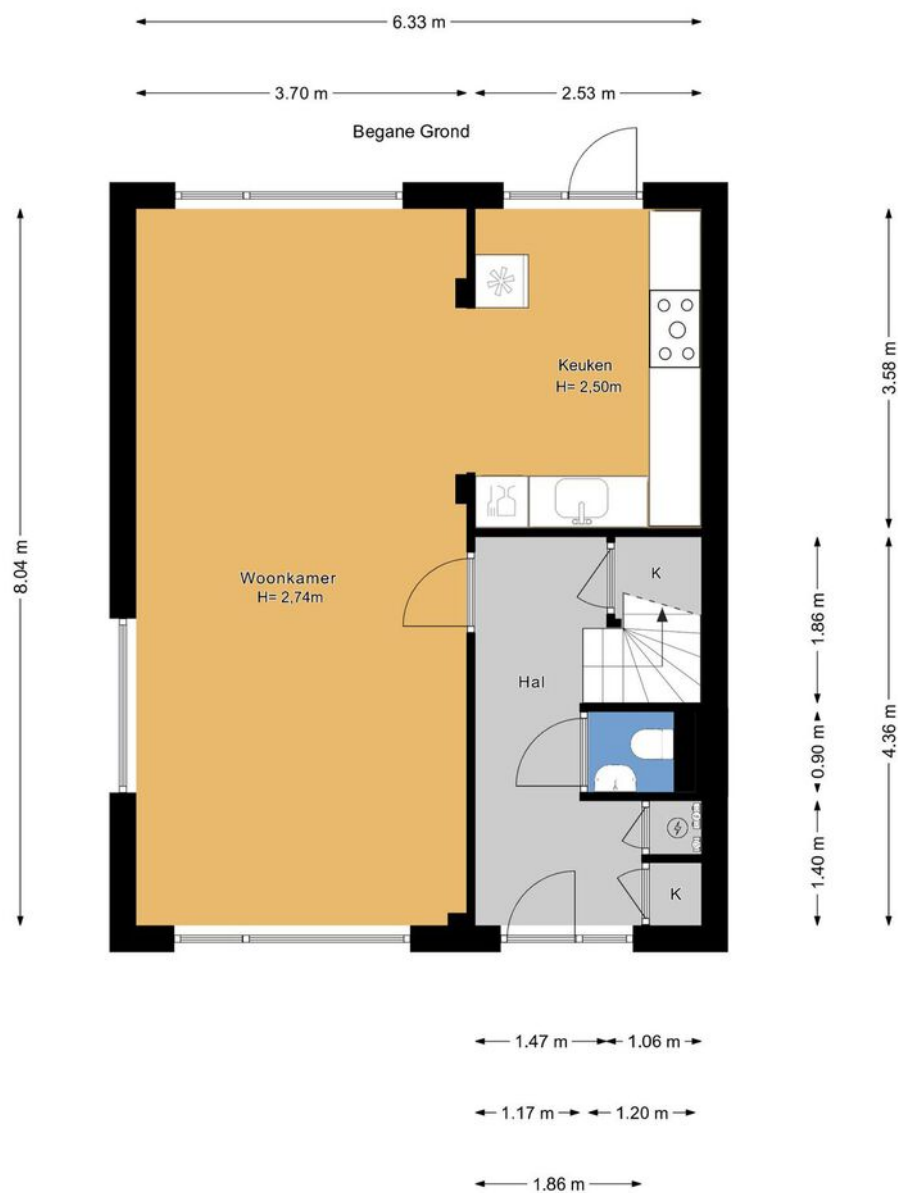 6.33 m
3.70 m
2.53 m
Begane Grond
Keuken
H= 2,50m
3.58 m
8.04 m
Woonkamer
H= 2,74m
K
1.86 m
Hal
0.90 m
4.36 m
1.40 m
K
1.47 m
1.06 m
1.17 m
1.20 m
1.86 m